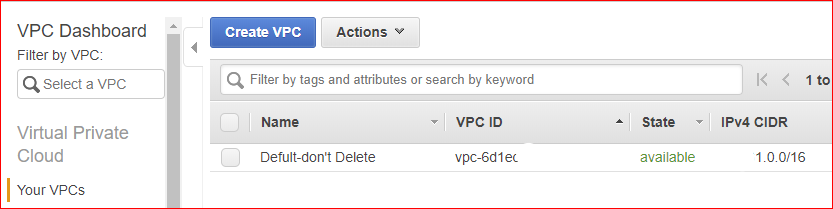 VPC Dashboard
Filter by VPC:
Select a VPC
Virtual Private
Cloud
Your VPCs
Create VPC Actions
Filter by tags and attributes or search by keyword
1 to
Name VPC ID State IPv4 CIDR
Defult-don't Delete vpc-6d1ec available 1.0.0/16